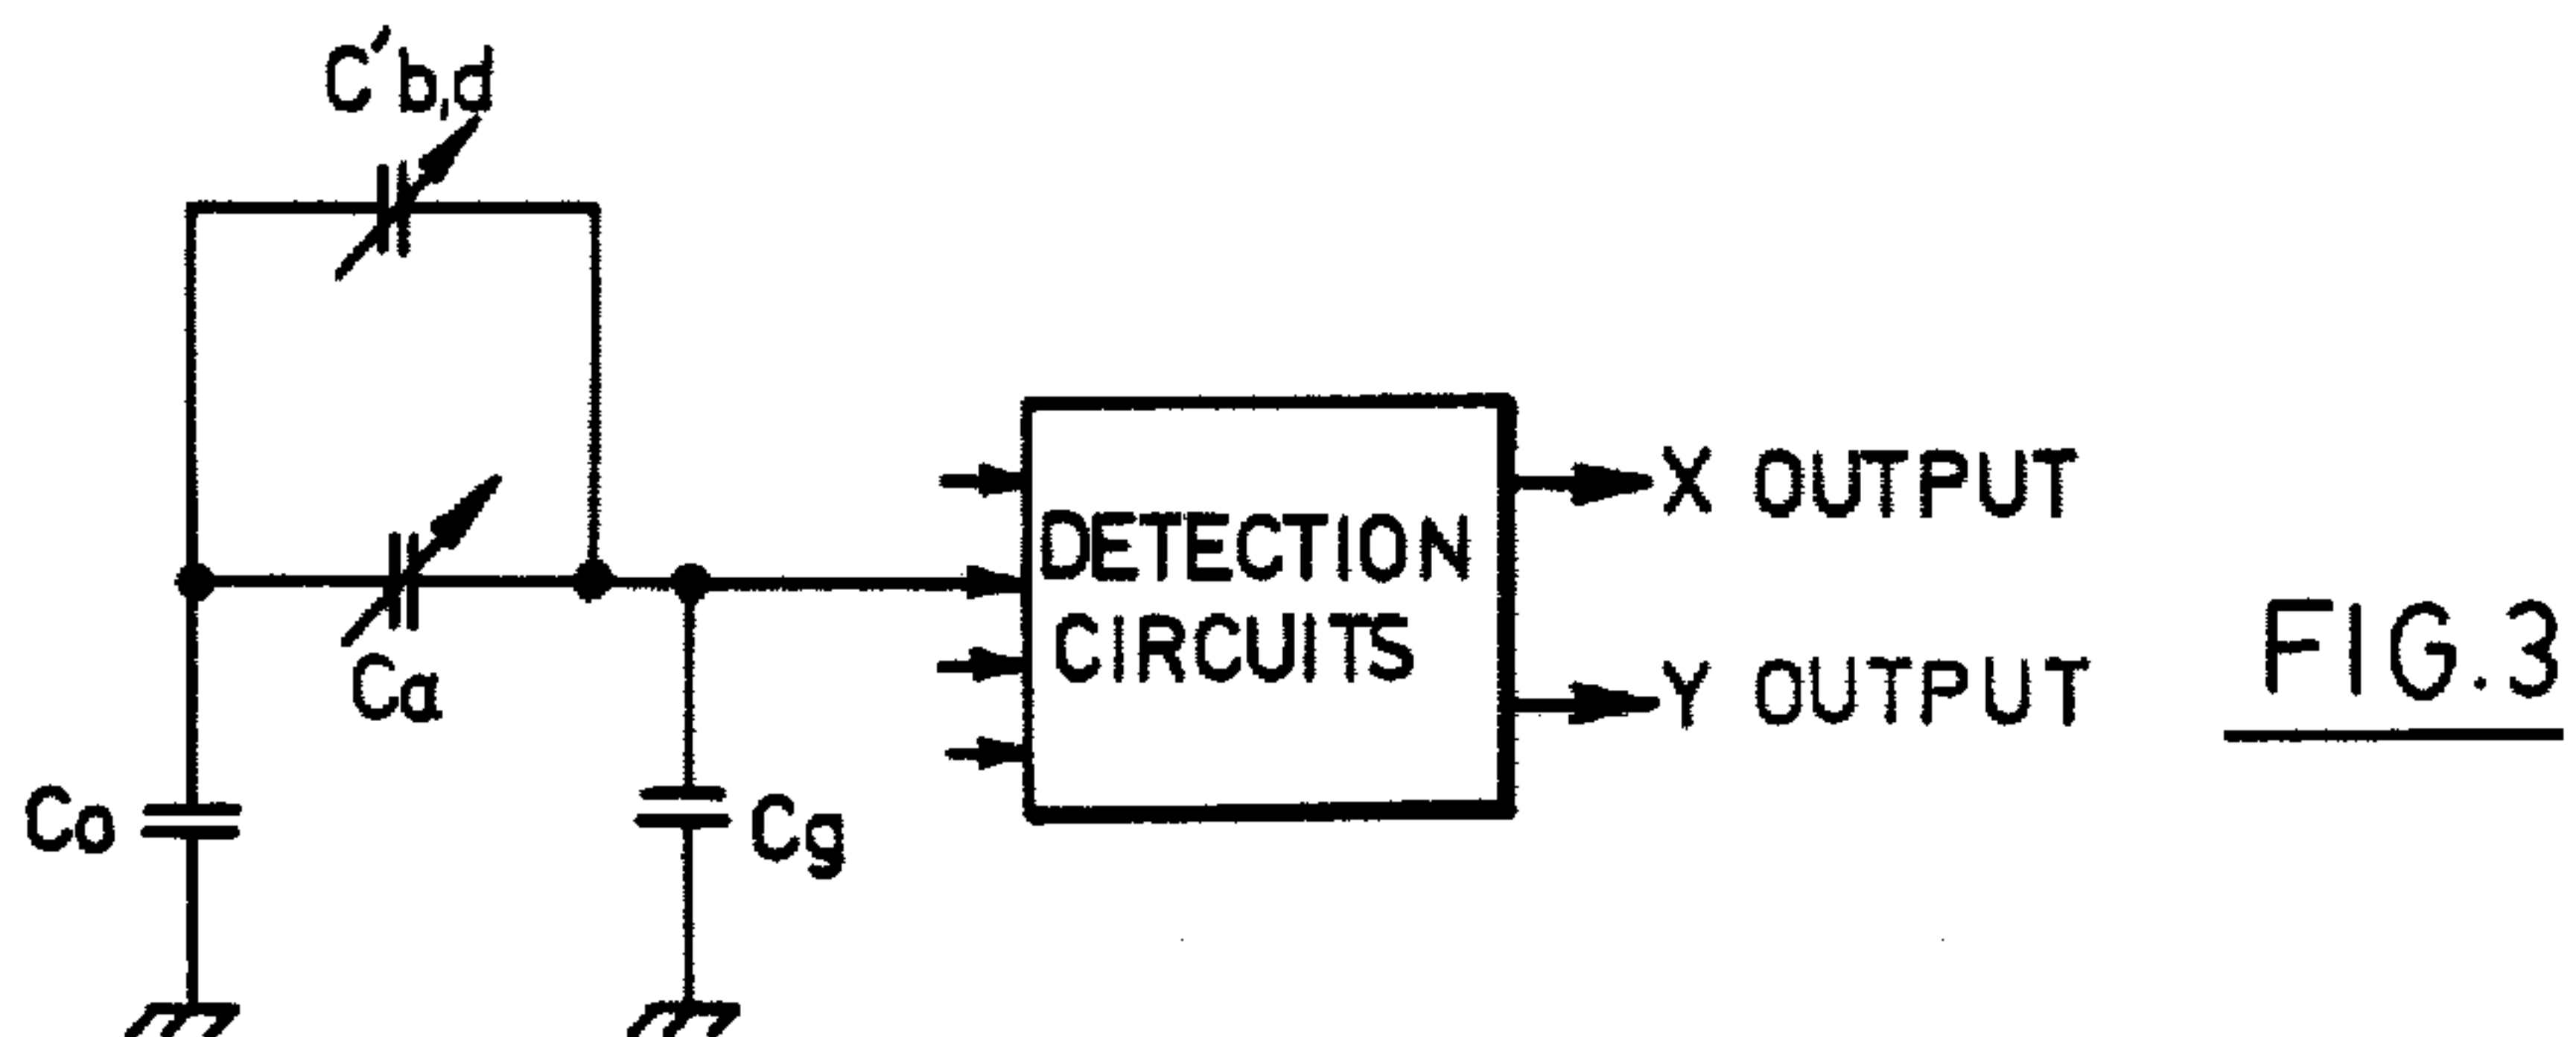 C'b,d
Ca
Co
Cg
DETECTION
CIRCUITS
X OUTPUT
Y OUTPUT
FIG.3